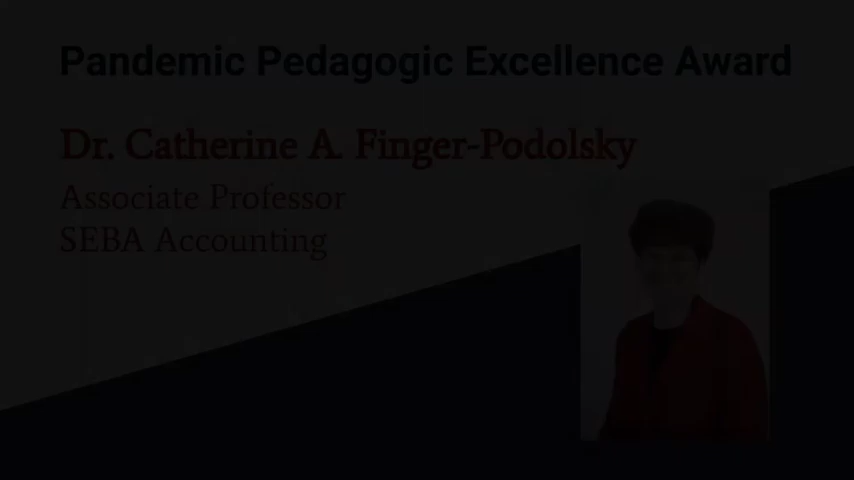 Pandemic Pedagogic Excellence Award
Dr. Catherine A. Finger-Podolsky
Associate Professor
SEBA Accounting